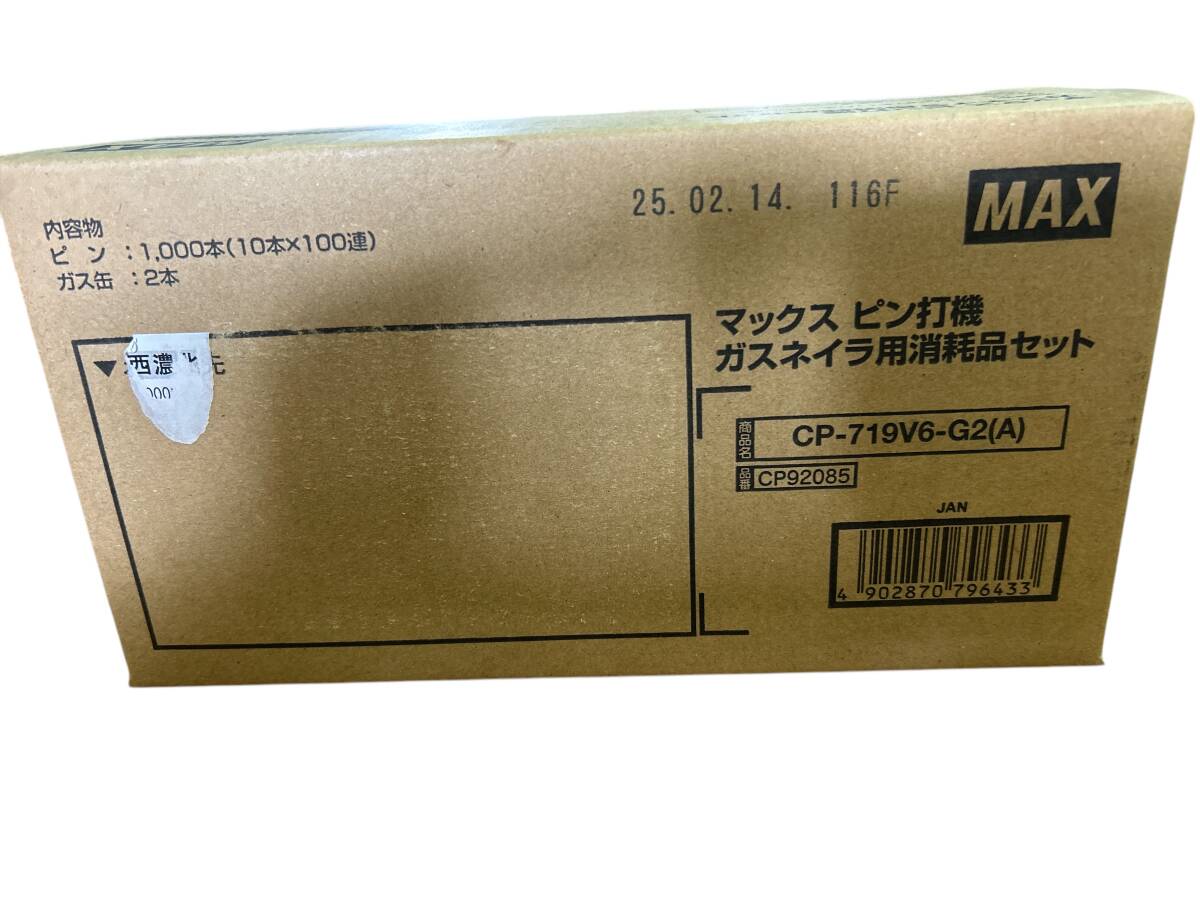 25. 02. 14. 116F
MAX
内容物
ピン : 1,000本(10本×100連)
ガス缶 : 2本
マックス ピン打機
ガスネイラ用消耗品セット
▼
西濃
先
商品名 CP-719V6-G2(A)
品番 CP92085
JAN
4 902870 796433